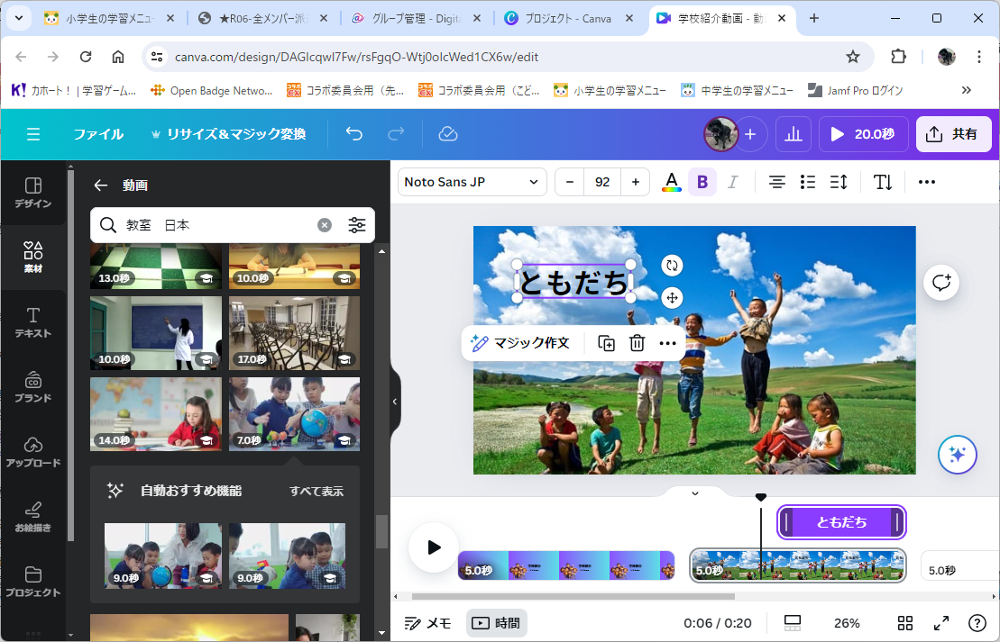 小学生の学習メニュー
★R06-全メンバー派
グループ管理 - Digita
プロジェクト - Canva
学校紹介動画 - 動
canva.com/design/DAGlcqwI7Fw/rsFgqO-Wtj0oIcWed1CX6w/edit
K! カホート！ | 学習ゲーム...
Open Badge Netwo...
コラボ委員会用（先...
コラボ委員会用（こど...
小学生の学習メニュー
中学生の学習メニュー
Jamf Pro ログイン
ファイル
リサイズ＆マジック変換
20.0秒
共有
デザイン
素材
テキスト
ブランド
アップロード
お絵描き
プロジェクト
動画
教室 日本
13.0秒
10.0秒
10.0秒
17.0秒
14.0秒
7.0秒
自動おすすめ機能
すべて表示
9.0秒
9.0秒
Noto Sans JP
– 92 +
A B I
ともだち
マジック作文
ともだち
5.0秒
5.0秒
5.0秒
メモ
時間
0:06 / 0:20
26%